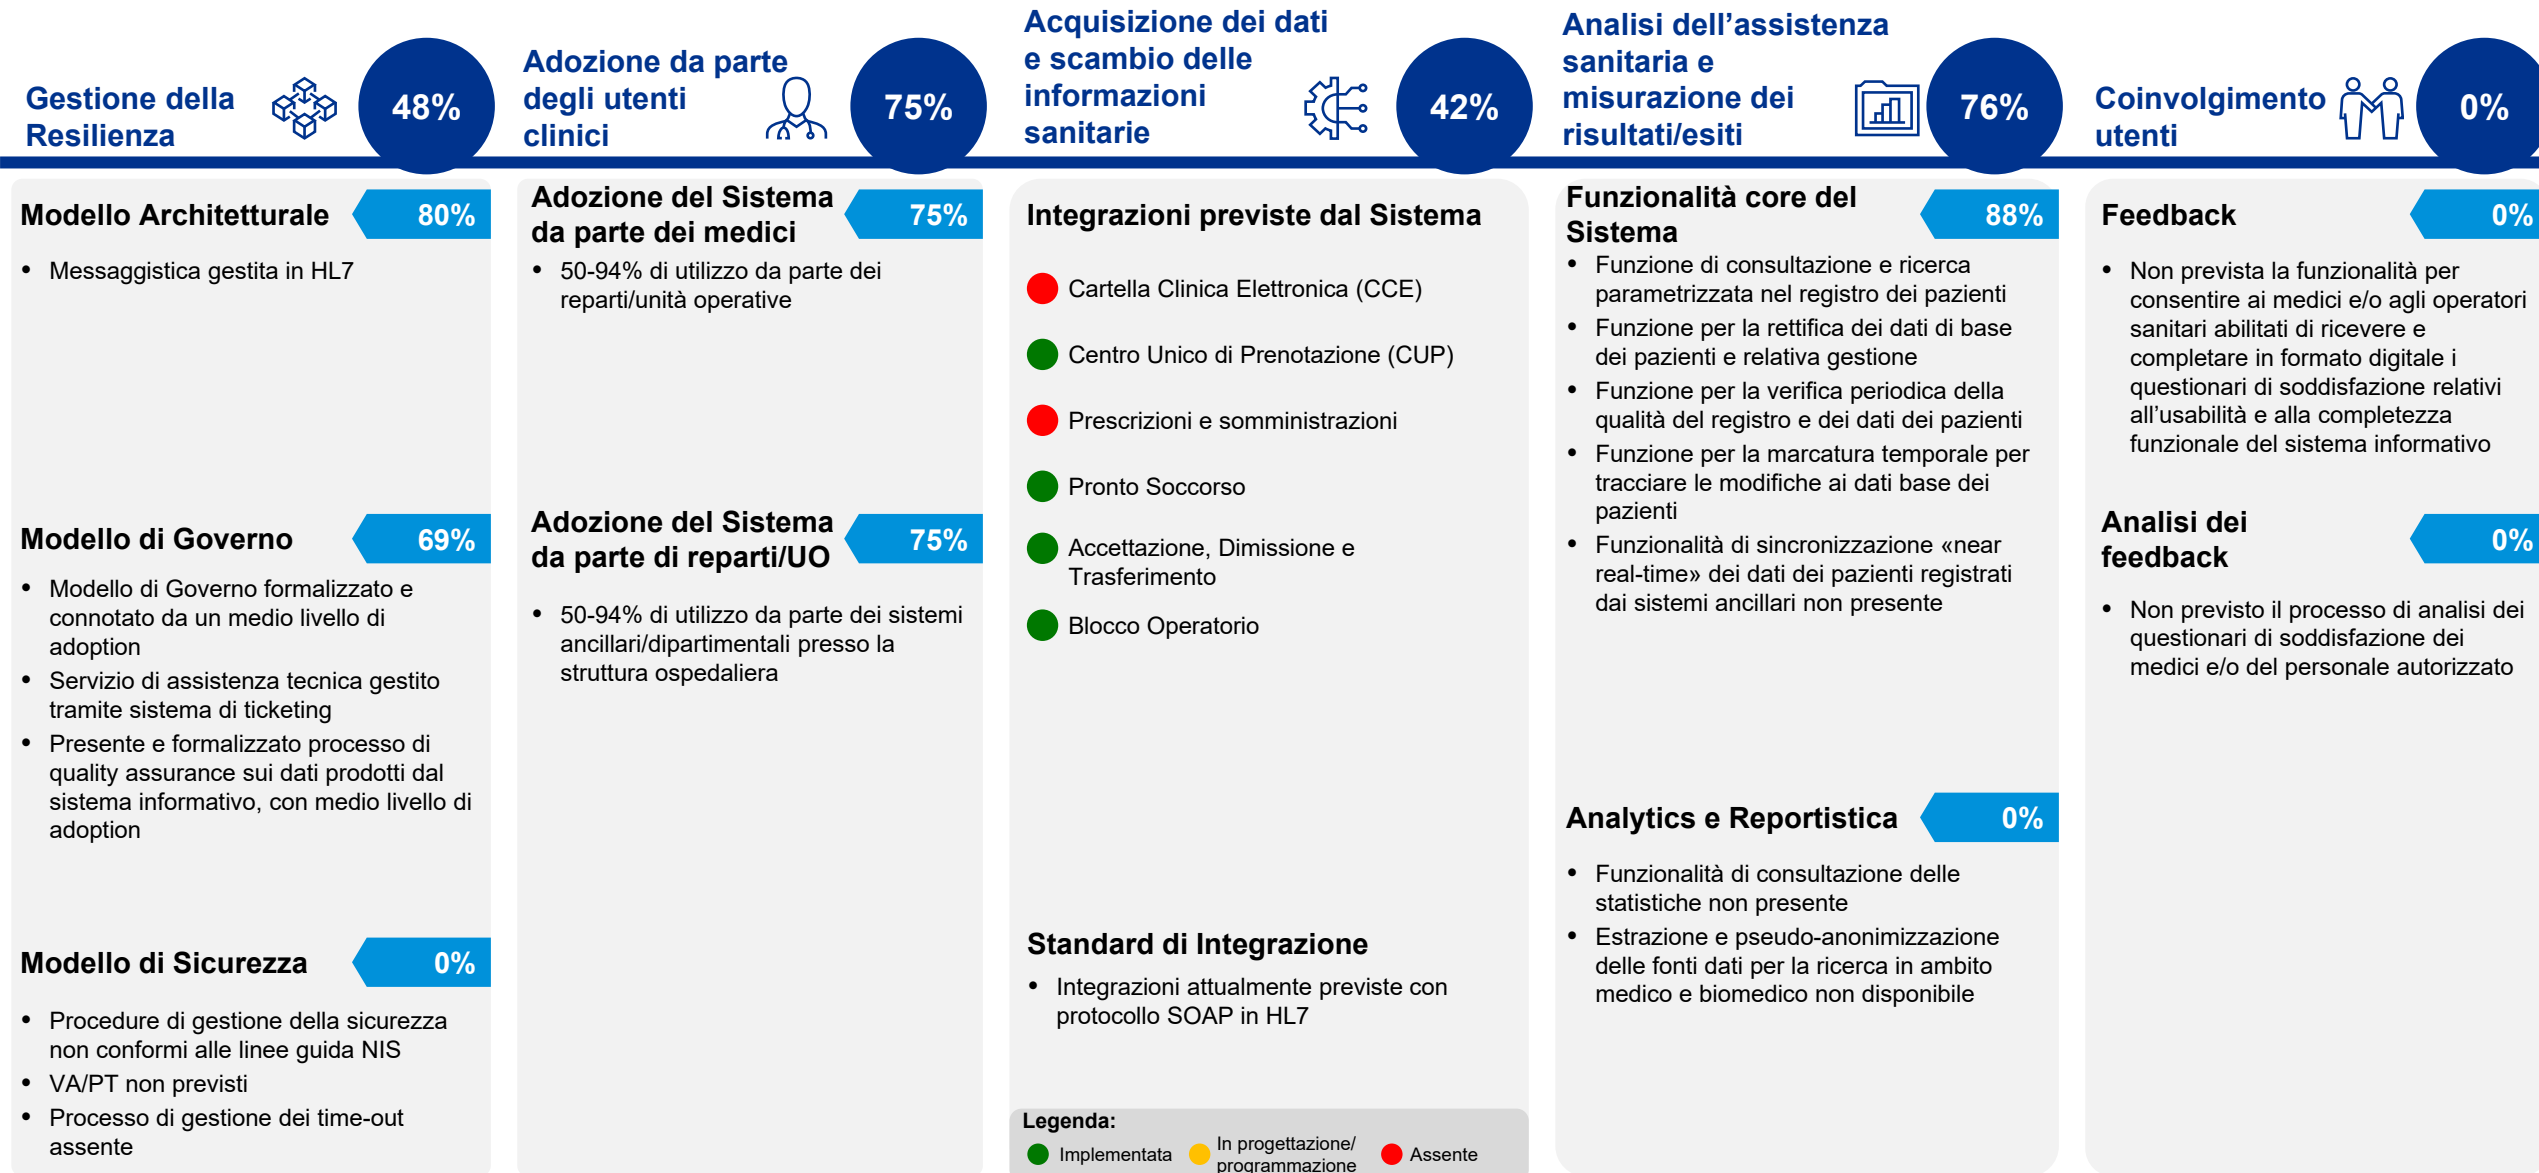 Gestione della
Resilienza
48%
Adozione da parte
degli utenti
clinici
75%
Acquisizione dei dati
e scambio delle
informazioni
sanitarie
42%
Analisi dell’assistenza
sanitaria e
misurazione dei
risultati/esiti
76%
Coinvolgimento
utenti
0%
Modello Architetturale
80%
• Messaggistica gestita in HL7
Modello di Governo
69%
• Modello di Governo formalizzato e
connotato da un medio livello di
adoption
• Servizio di assistenza tecnica gestito
tramite sistema di ticketing
• Presente e formalizzato processo di
quality assurance sui dati prodotti dal
sistema informativo, con medio livello di
adoption
Modello di Sicurezza
0%
• Procedure di gestione della sicurezza
non conformi alle linee guida NIS
• VA/PT non previsti
• Processo di gestione dei time-out
assente
Adozione del Sistema
da parte dei medici
75%
• 50-94% di utilizzo da parte dei
reparti/unità operative
Adozione del Sistema
da parte di reparti/UO
75%
• 50-94% di utilizzo da parte dei sistemi
ancillari/dipartimentali presso la
struttura ospedaliera
Integrazioni previste dal Sistema
Cartella Clinica Elettronica (CCE)
Centro Unico di Prenotazione (CUP)
Prescrizioni e somministrazioni
Pronto Soccorso
Accettazione, Dimissione e
Trasferimento
Blocco Operatorio
Standard di Integrazione
• Integrazioni attualmente previste con
protocollo SOAP in HL7
Legenda:
Implementata
In progettazione/
programmazione
Assente
Funzionalità core del
Sistema
88%
• Funzione di consultazione e ricerca
parametrizzata nel registro dei pazienti
• Funzione per la rettifica dei dati di base
dei pazienti e relativa gestione
• Funzione per la verifica periodica della
qualità del registro e dei dati dei pazienti
• Funzione per la marcatura temporale per
tracciare le modifiche ai dati base dei
pazienti
• Funzionalità di sincronizzazione «near
real-time» dei dati dei pazienti registrati
dai sistemi ancillari non presente
Analytics e Reportistica
0%
• Funzionalità di consultazione delle
statistiche non presente
• Estrazione e pseudo-anonimizzazione
delle fonti dati per la ricerca in ambito
medico e biomedico non disponibile
Feedback
0%
• Non prevista la funzionalità per
consentire ai medici e/o agli operatori
sanitari abilitati di ricevere e
completare in formato digitale i
questionari di soddisfazione relativi
all’usabilità e alla completezza
funzionale del sistema informativo
Analisi dei
feedback
0%
• Non previsto il processo di analisi dei
questionari di soddisfazione dei
medici e/o del personale autorizzato